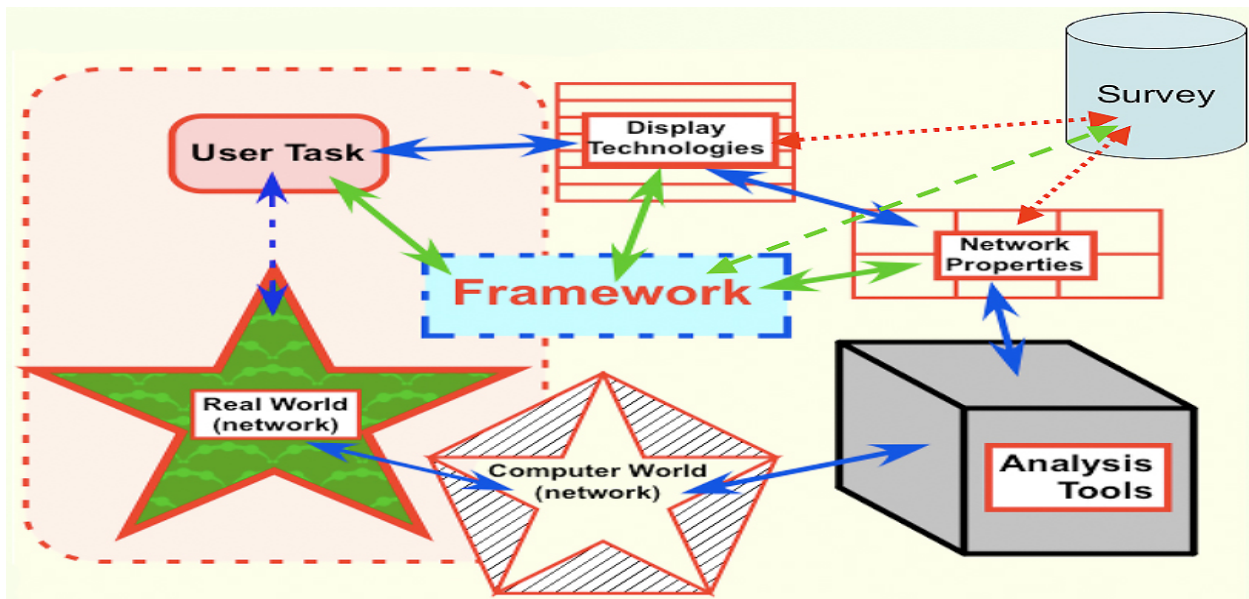 Survey
User Task
Display
Technologies
Network
Properties
Framework
Real World
(network)
Computer World
(network)
Analysis
Tools